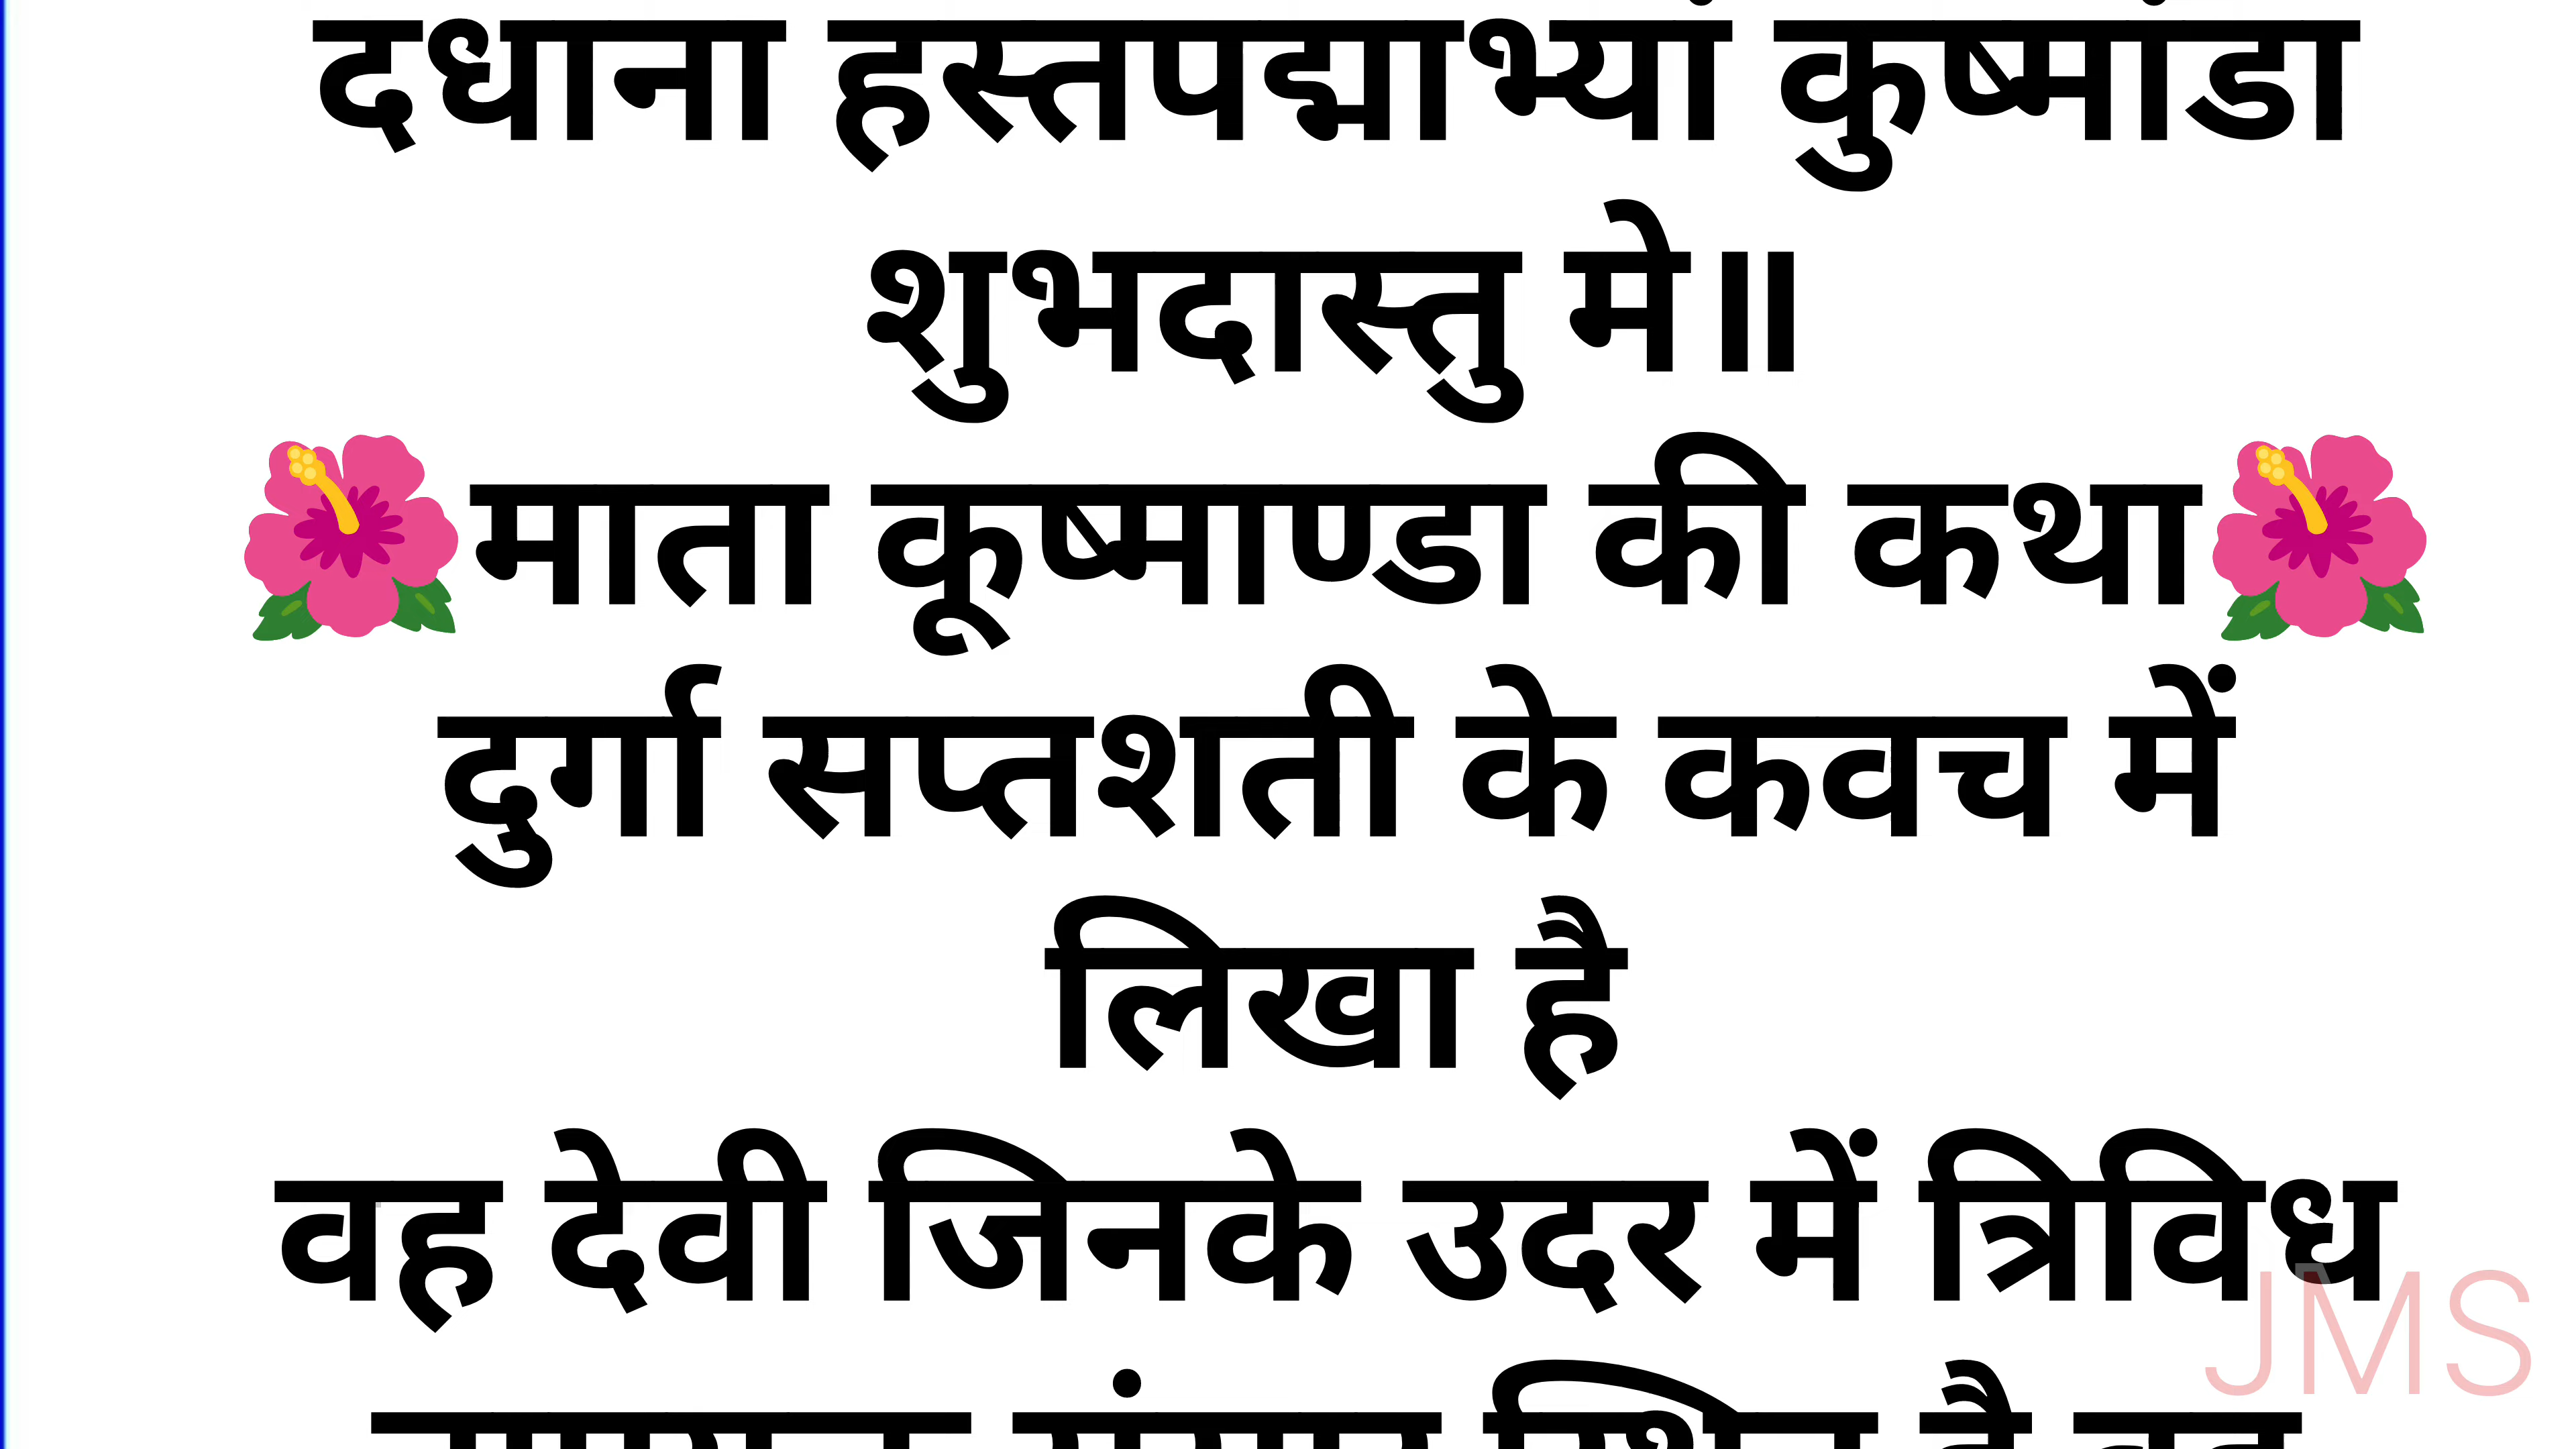 दधाना हस्तपद्माभ्यां कुष्मांडा
शुभदास्तु मे॥
🌺माता कूष्माण्डा की कथा🌺
दुर्गा सप्तशती के कवच में
लिखा है
वह देवी जिनके उदर में त्रिविध
JMS